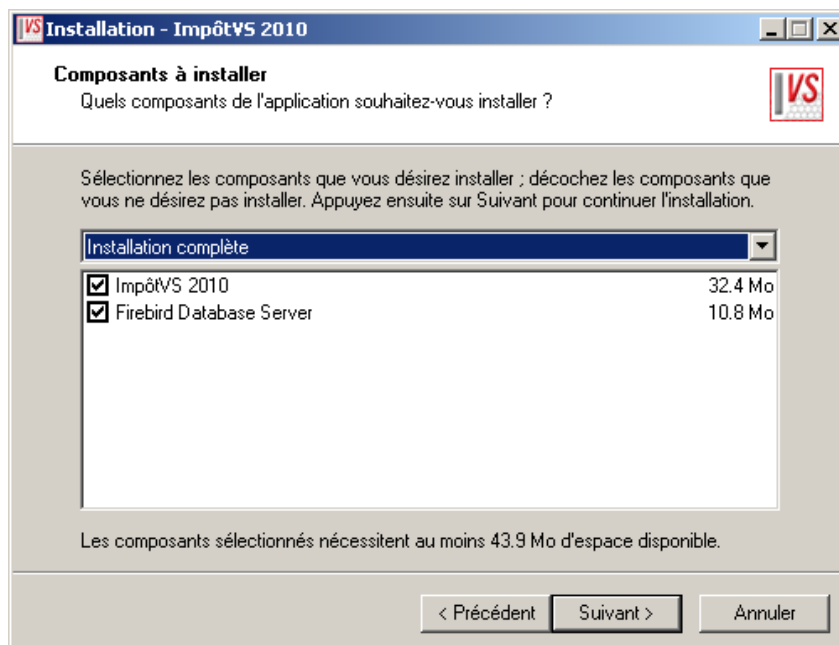 VS Installation - ImpôtVS 2010
Composants à installer
Quels composants de l'application souhaitez-vous installer ?
VS
Sélectionnez les composants que vous désirez installer ; décochez les composants que
vous ne désirez pas installer. Appuyez ensuite sur Suivant pour continuer l'installation.
Installation complète
ImpôtVS 2010 32.4 Mo
Firebird Database Server 10.8 Mo
Les composants sélectionnés nécessitent au moins 43.9 Mo d'espace disponible.
< Précédent Suivant > Annuler